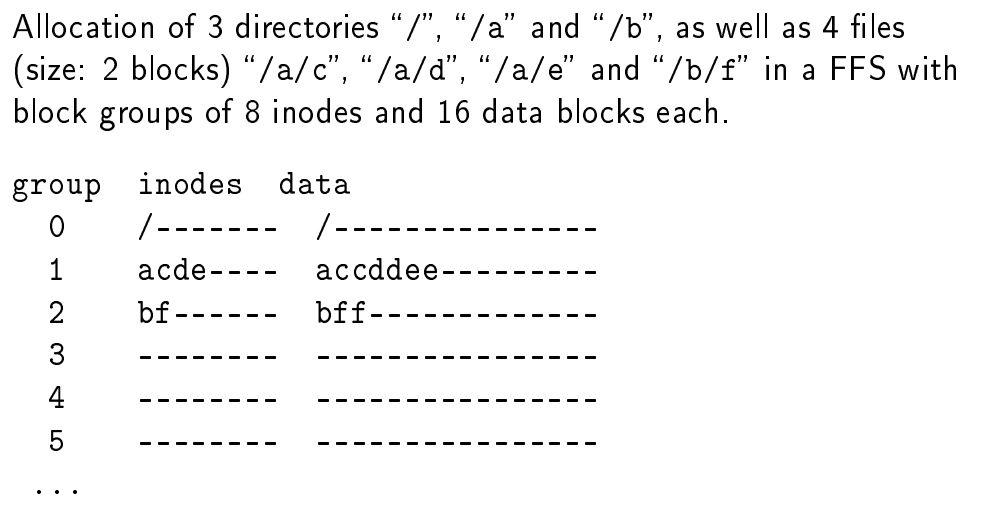 Allocation of 3 directories “/”, “/a” and “/b”, as well as 4 files
(size: 2 blocks) “/a/c”, “/a/d”, “/a/e” and “/b/f” in a FFS with
block groups of 8 inodes and 16 data blocks each.
group  inodes  data
  0    /-------  /---------------
  1    acde----  accddee---------
  2    bf------  bff-------------
  3    --------  ----------------
  4    --------  ----------------
  5    --------  ----------------
 ...